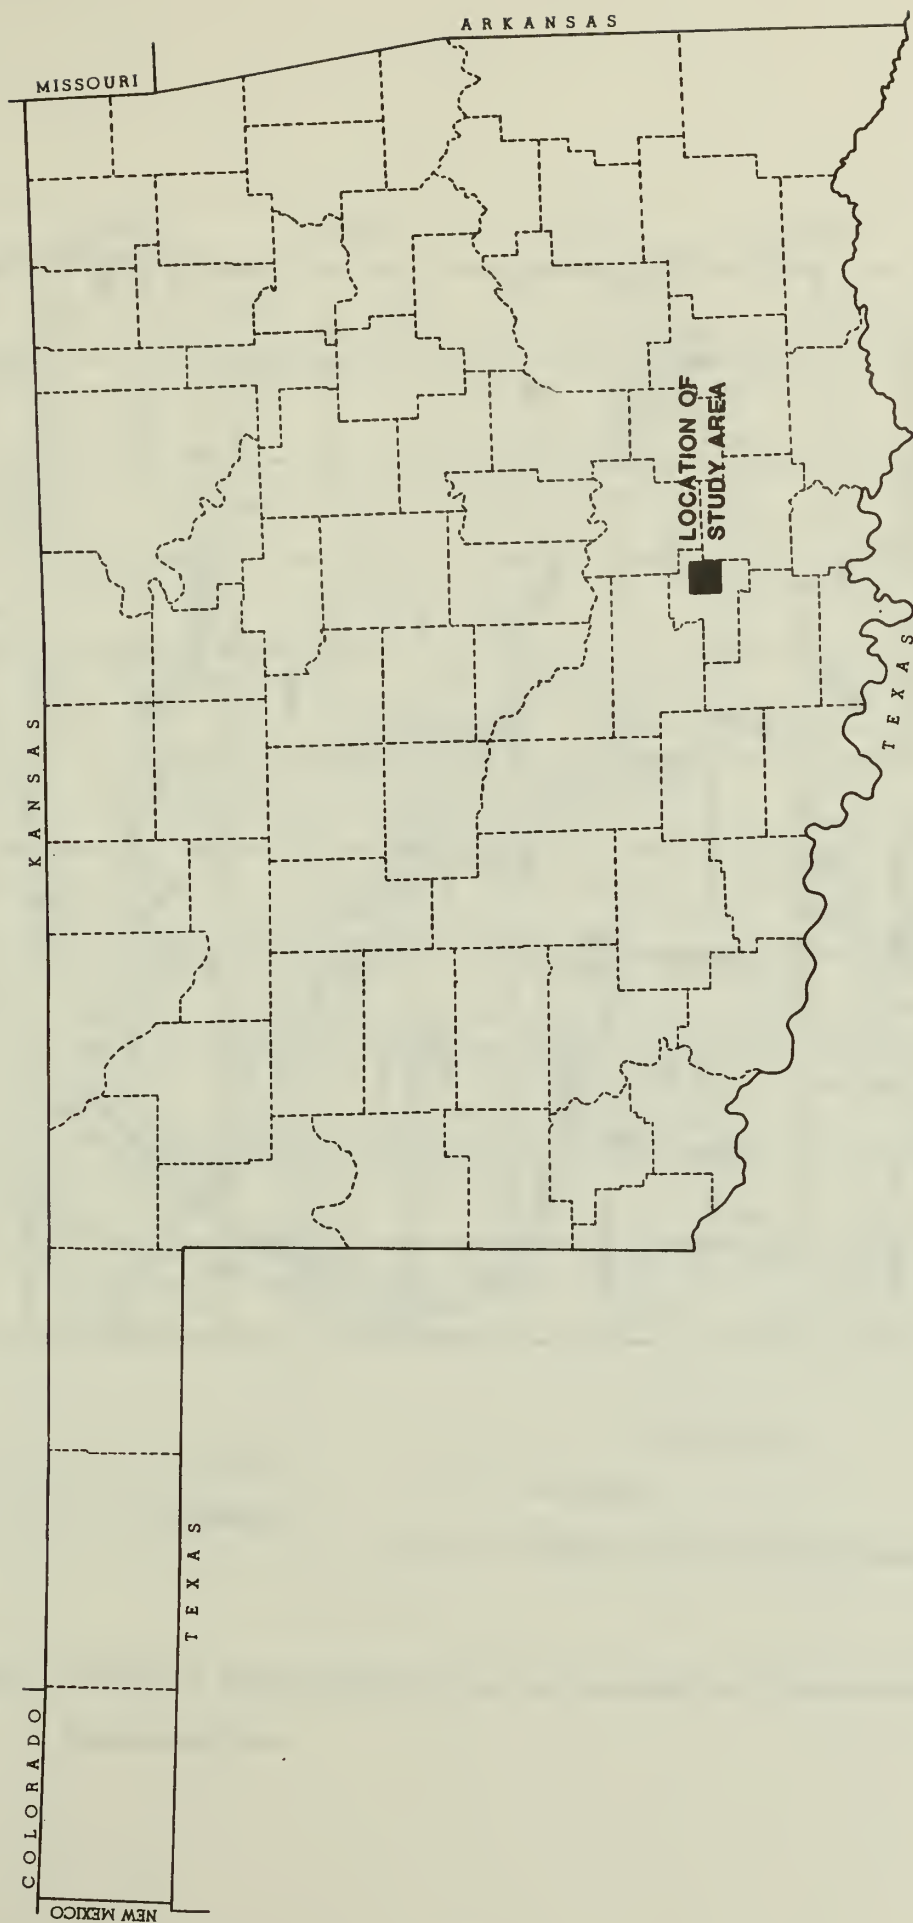 COLORADO
KANSAS
MISSOURI
NEW MEXICO
TEXAS
ARKANSAS
LOCATION OF
STUDY AREA
TEXAS